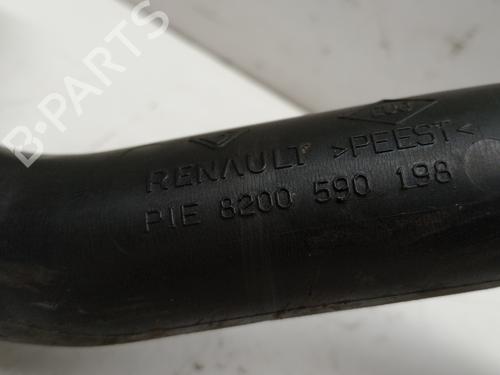 B-PARTS
RENAULT >PEEST<
PIE 8200 590 198